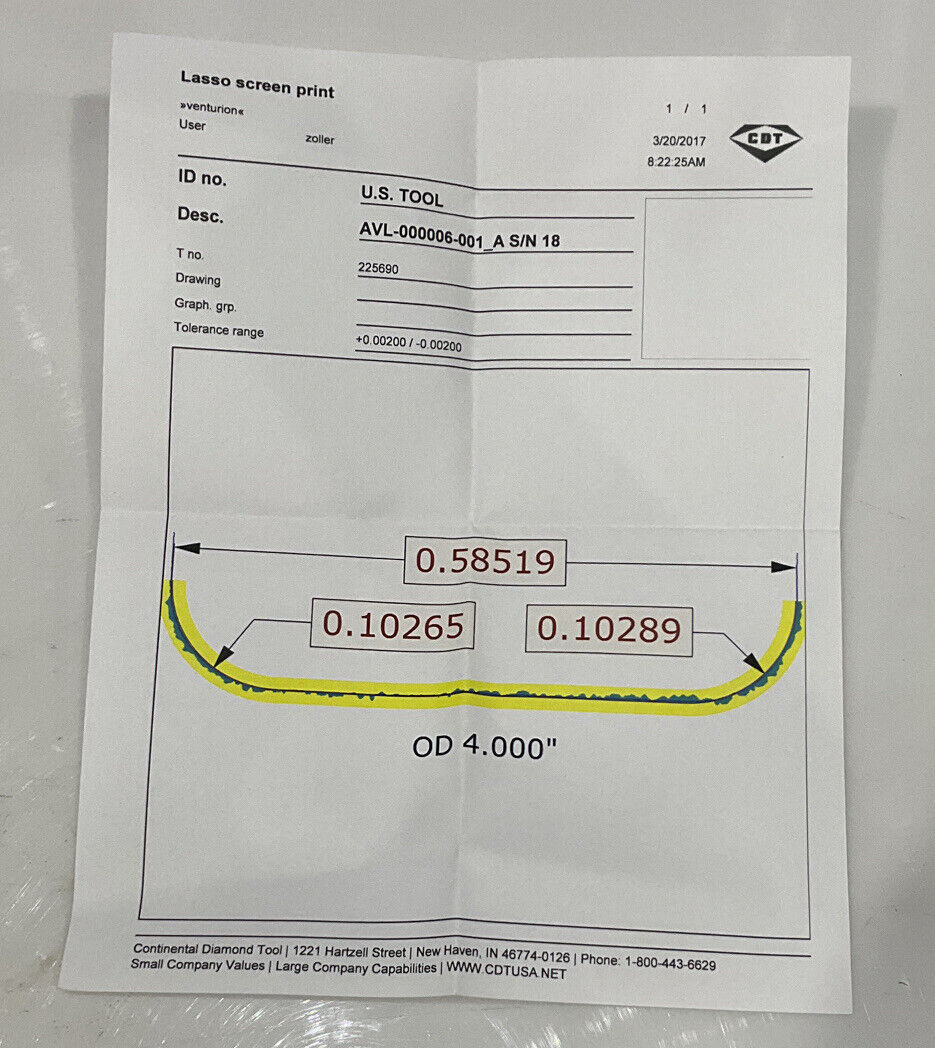 Lasso screen print
»venturion«
User zoller
1 / 1
3/20/2017
8:22:25AM
CDT
ID no. U.S. TOOL
Desc. AVL-000006-001_A S/N 18
T no. 225690
Drawing
Graph. grp.
Tolerance range +0.00200 / -0.00200
0.58519
0.10265 0.10289
OD 4.000"
Continental Diamond Tool | 1221 Hartzell Street | New Haven, IN 46774-0126 | Phone: 1-800-443-6629
Small Company Values | Large Company Capabilities | WWW.CDTUSA.NET